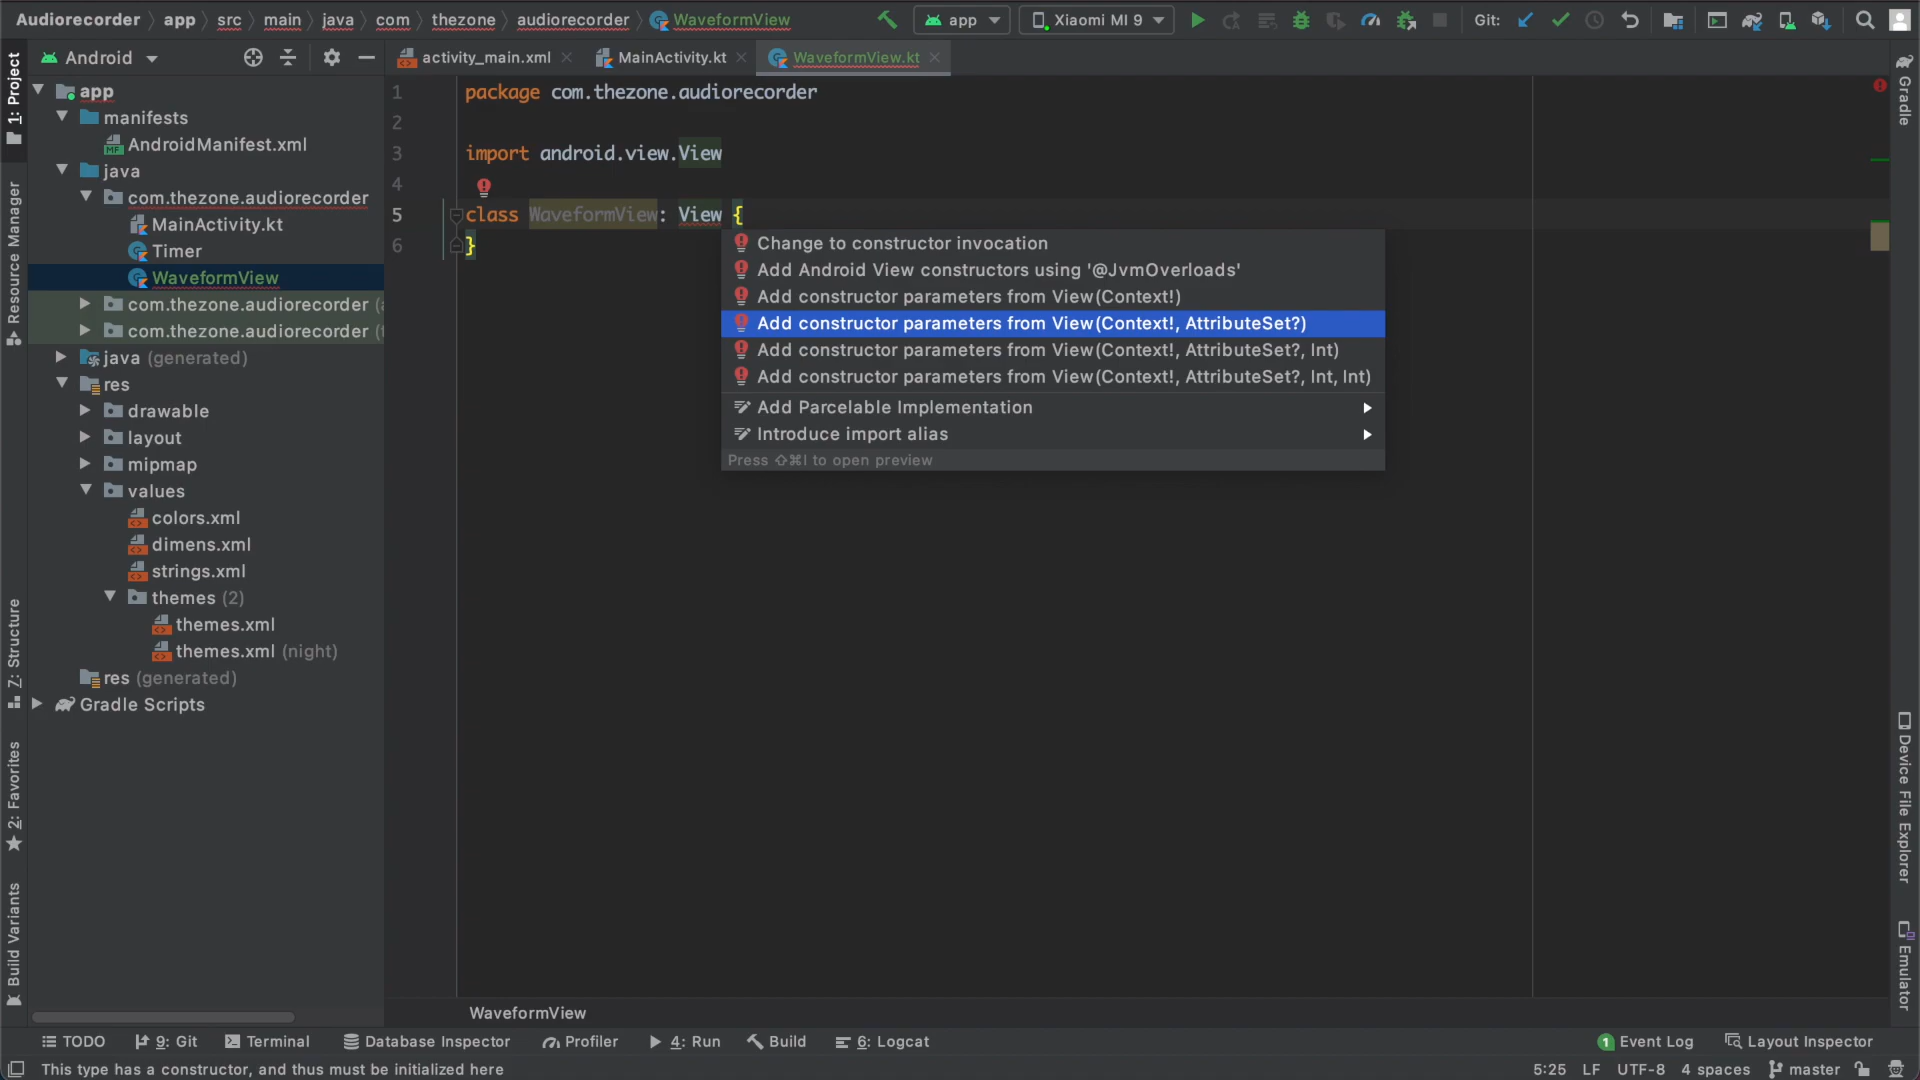 Audiorecorder app src main java com thezone audiorecorder WaveformView app Xiaomi MI 9 Git:
Android
activity_main.xml MainActivity.kt WaveformView.kt
1: Project
Resource Manager
Z: Structure
2: Favorites
Build Variants
app
manifests
AndroidManifest.xml
java
com.thezone.audiorecorder
MainActivity.kt
Timer
WaveformView
com.thezone.audiorecorder (
com.thezone.audiorecorder (
java (generated)
res
drawable
layout
mipmap
values
colors.xml
dimens.xml
strings.xml
themes (2)
themes.xml
themes.xml (night)
res (generated)
Gradle Scripts
1 package com.thezone.audiorecorder
2
3 import android.view.View
4
5 class WaveformView: View {
6 }
Change to constructor invocation
Add Android View constructors using '@JvmOverloads'
Add constructor parameters from View(Context!)
Add constructor parameters from View(Context!, AttributeSet?)
Add constructor parameters from View(Context!, AttributeSet?, Int)
Add constructor parameters from View(Context!, AttributeSet?, Int, Int)
Add Parcelable Implementation
Introduce import alias
Press ⇧⌘I to open preview
Gradle
Device File Explorer
Emulator
WaveformView
TODO 9: Git Terminal Database Inspector Profiler 4: Run Build 6: Logcat 1 Event Log Layout Inspector
This type has a constructor, and thus must be initialized here 5:25 LF UTF-8 4 spaces master